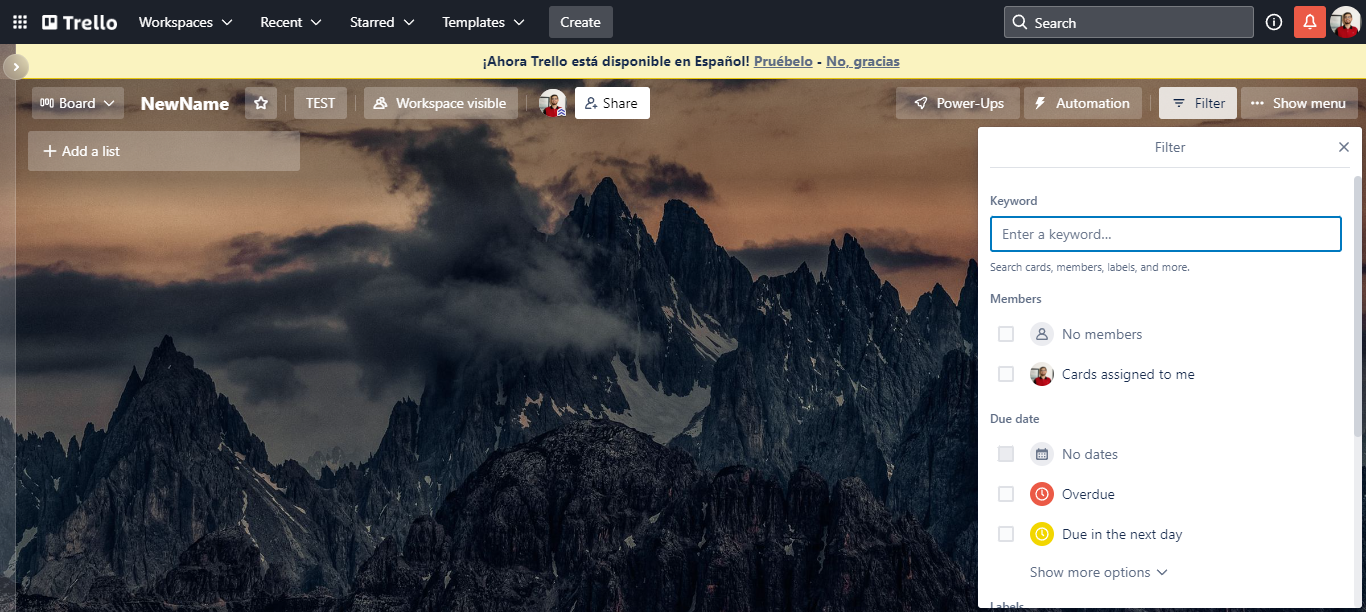 Trello Workspaces Recent Starred Templates Create Search
¡Ahora Trello está disponible en Español! Pruébelo - No, gracias
Board NewName TEST Workspace visible Share Power-Ups Automation Filter Show menu
Add a list
Filter
Keyword
Enter a keyword...
Search cards, members, labels, and more.
Members
No members
Cards assigned to me
Due date
No dates
Overdue
Due in the next day
Show more options
Labels